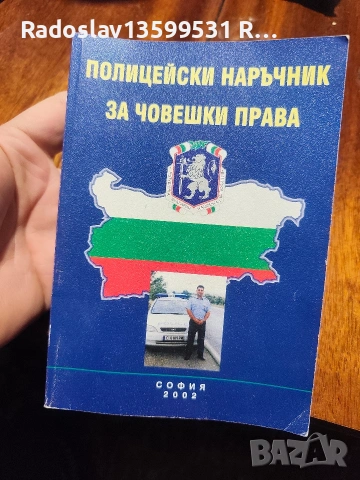 Radoslav13599531 R...
ПОЛИЦЕЙСКИ НАРЪЧНИК
ЗА ЧОВЕШКИ ПРАВА
СОФИЯ
2002
BAZAR